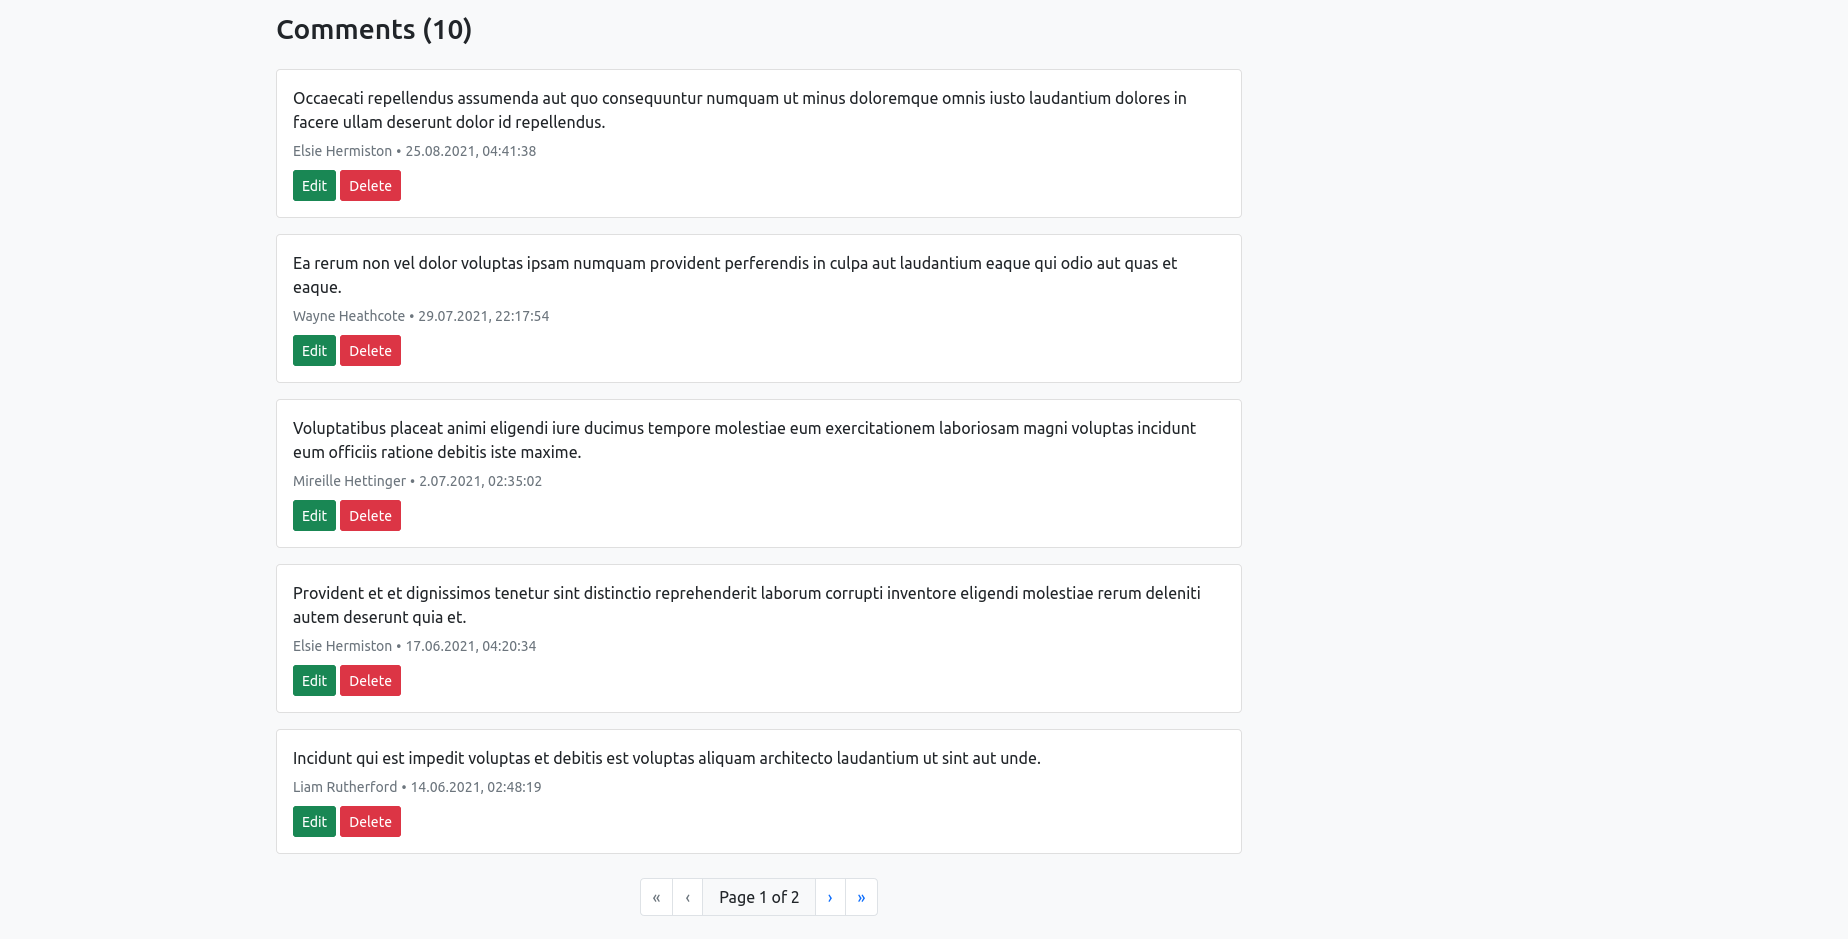 Comments (10)
Occaecati repellendus assumenda aut quo consequuntur numquam ut minus doloremque omnis iusto laudantium dolores in
facere ullam deserunt dolor id repellendus.
Elsie Hermiston • 25.08.2021, 04:41:38
Edit Delete
Ea rerum non vel dolor voluptas ipsam numquam provident perferendis in culpa aut laudantium eaque qui odio aut quas et
eaque.
Wayne Heathcote • 29.07.2021, 22:17:54
Edit Delete
Voluptatibus placeat animi eligendi iure ducimus tempore molestiae eum exercitationem laboriosam magni voluptas incidunt
eum officiis ratione debitis iste maxime.
Mireille Hettinger • 2.07.2021, 02:35:02
Edit Delete
Provident et et dignissimos tenetur sint distinctio reprehenderit laborum corrupti inventore eligendi molestiae rerum deleniti
autem deserunt quia et.
Elsie Hermiston • 17.06.2021, 04:20:34
Edit Delete
Incidunt qui est impedit voluptas et debitis est voluptas aliquam architecto laudantium ut sint aut unde.
Liam Rutherford • 14.06.2021, 02:48:19
Edit Delete
« ‹ Page 1 of 2 › »